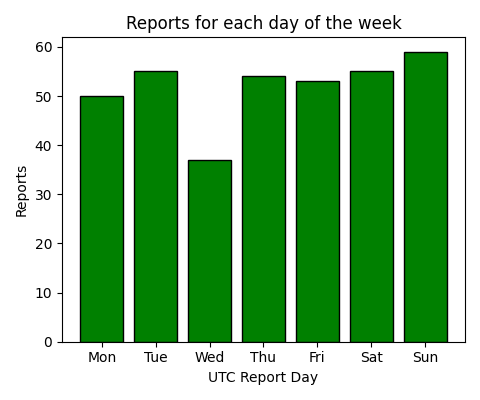 Reports for each day of the week
60
50
40
30
20
10
0
Reports
Mon Tue Wed Thu Fri Sat Sun
UTC Report Day